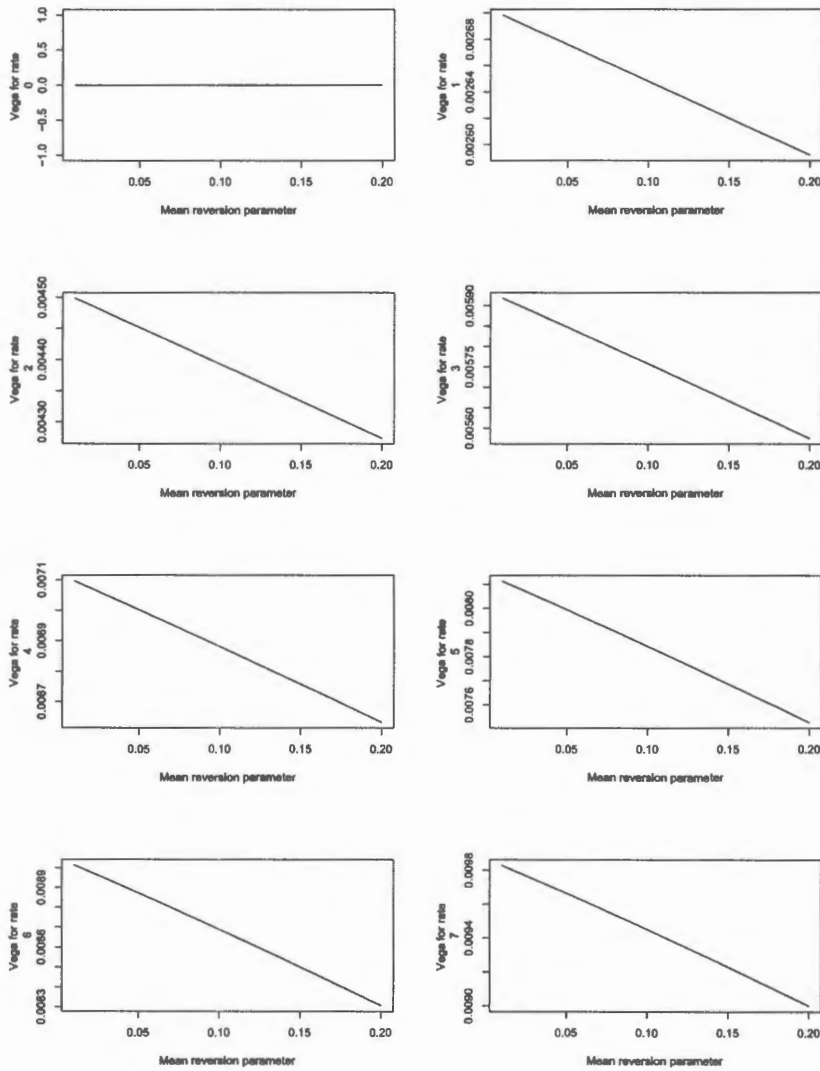 Vega for rate
0
1.0
0.5
0.0
-0.5
-1.0
0.05 0.10 0.15 0.20
Mean reversion parameter
Vega for rate
1
0.00268
0.00264
0.00260
0.05 0.10 0.15 0.20
Mean reversion parameter
Vega for rate
2
0.00450
0.00440
0.00430
0.05 0.10 0.15 0.20
Mean reversion parameter
Vega for rate
3
0.00590
0.00575
0.00560
0.05 0.10 0.15 0.20
Mean reversion parameter
Vega for rate
4
0.0071
0.0069
0.0067
0.05 0.10 0.15 0.20
Mean reversion parameter
Vega for rate
5
0.0080
0.0078
0.0076
0.05 0.10 0.15 0.20
Mean reversion parameter
Vega for rate
6
0.0089
0.0086
0.0083
0.05 0.10 0.15 0.20
Mean reversion parameter
Vega for rate
7
0.0098
0.0094
0.0090
0.05 0.10 0.15 0.20
Mean reversion parameter